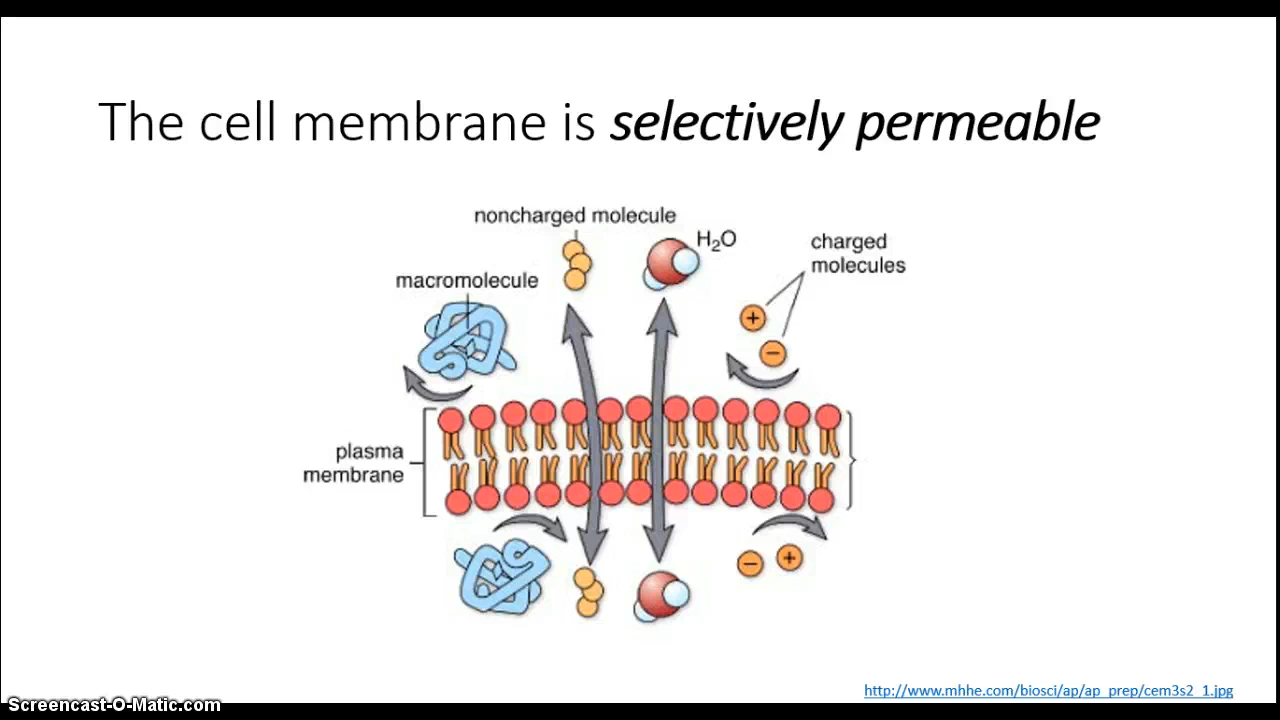 The cell membrane is selectively permeable
noncharged molecule
H₂O
charged
molecules
macromolecule
+
−
plasma
membrane
−
+
http://www.mhhe.com/biosci/ap/ap_prep/cem3s2_1.jpg
Screencast-O-Matic.com